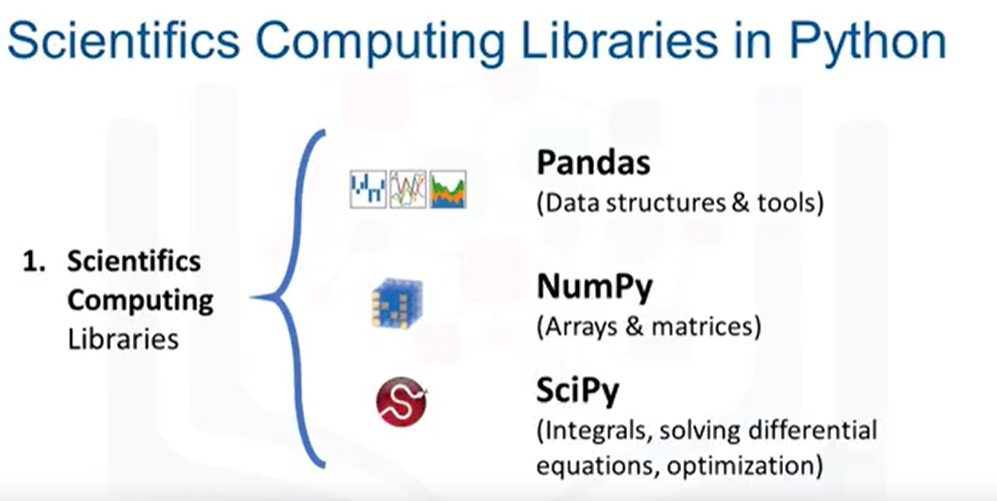 Scientifics Computing Libraries in Python
1. Scientifics
Computing
Libraries
Pandas
(Data structures & tools)
NumPy
(Arrays & matrices)
SciPy
(Integrals, solving differential
equations, optimization)